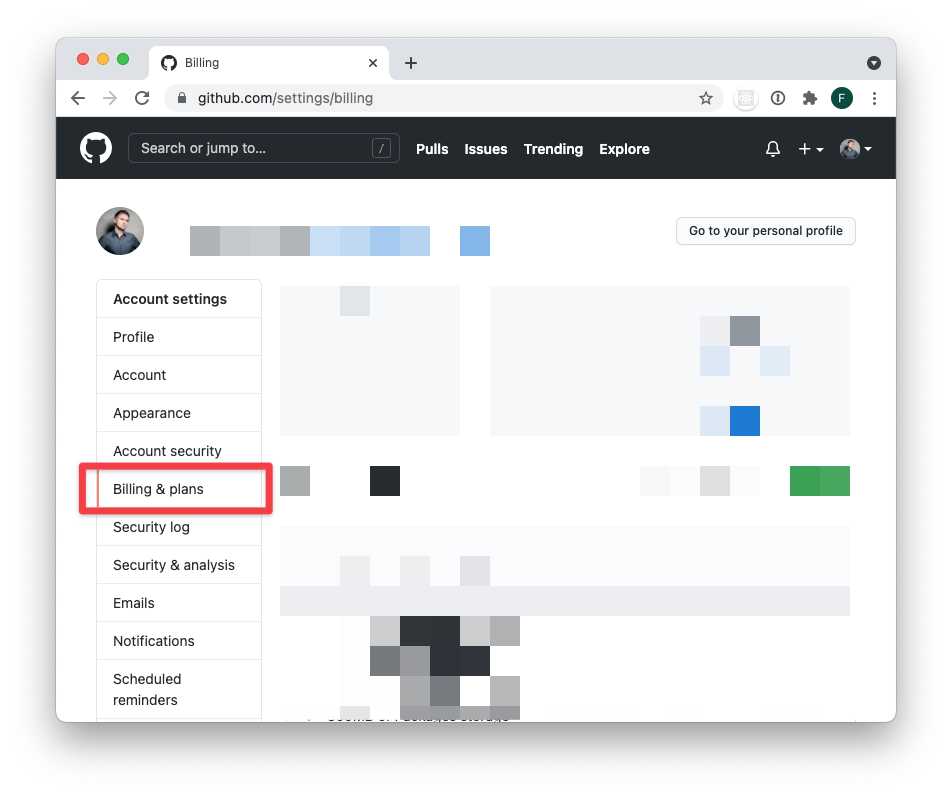 Billing
github.com/settings/billing
F
Search or jump to...
/
Pulls Issues Trending Explore
Go to your personal profile
Account settings
Profile
Account
Appearance
Account security
Billing & plans
Security log
Security & analysis
Emails
Notifications
Scheduled
reminders